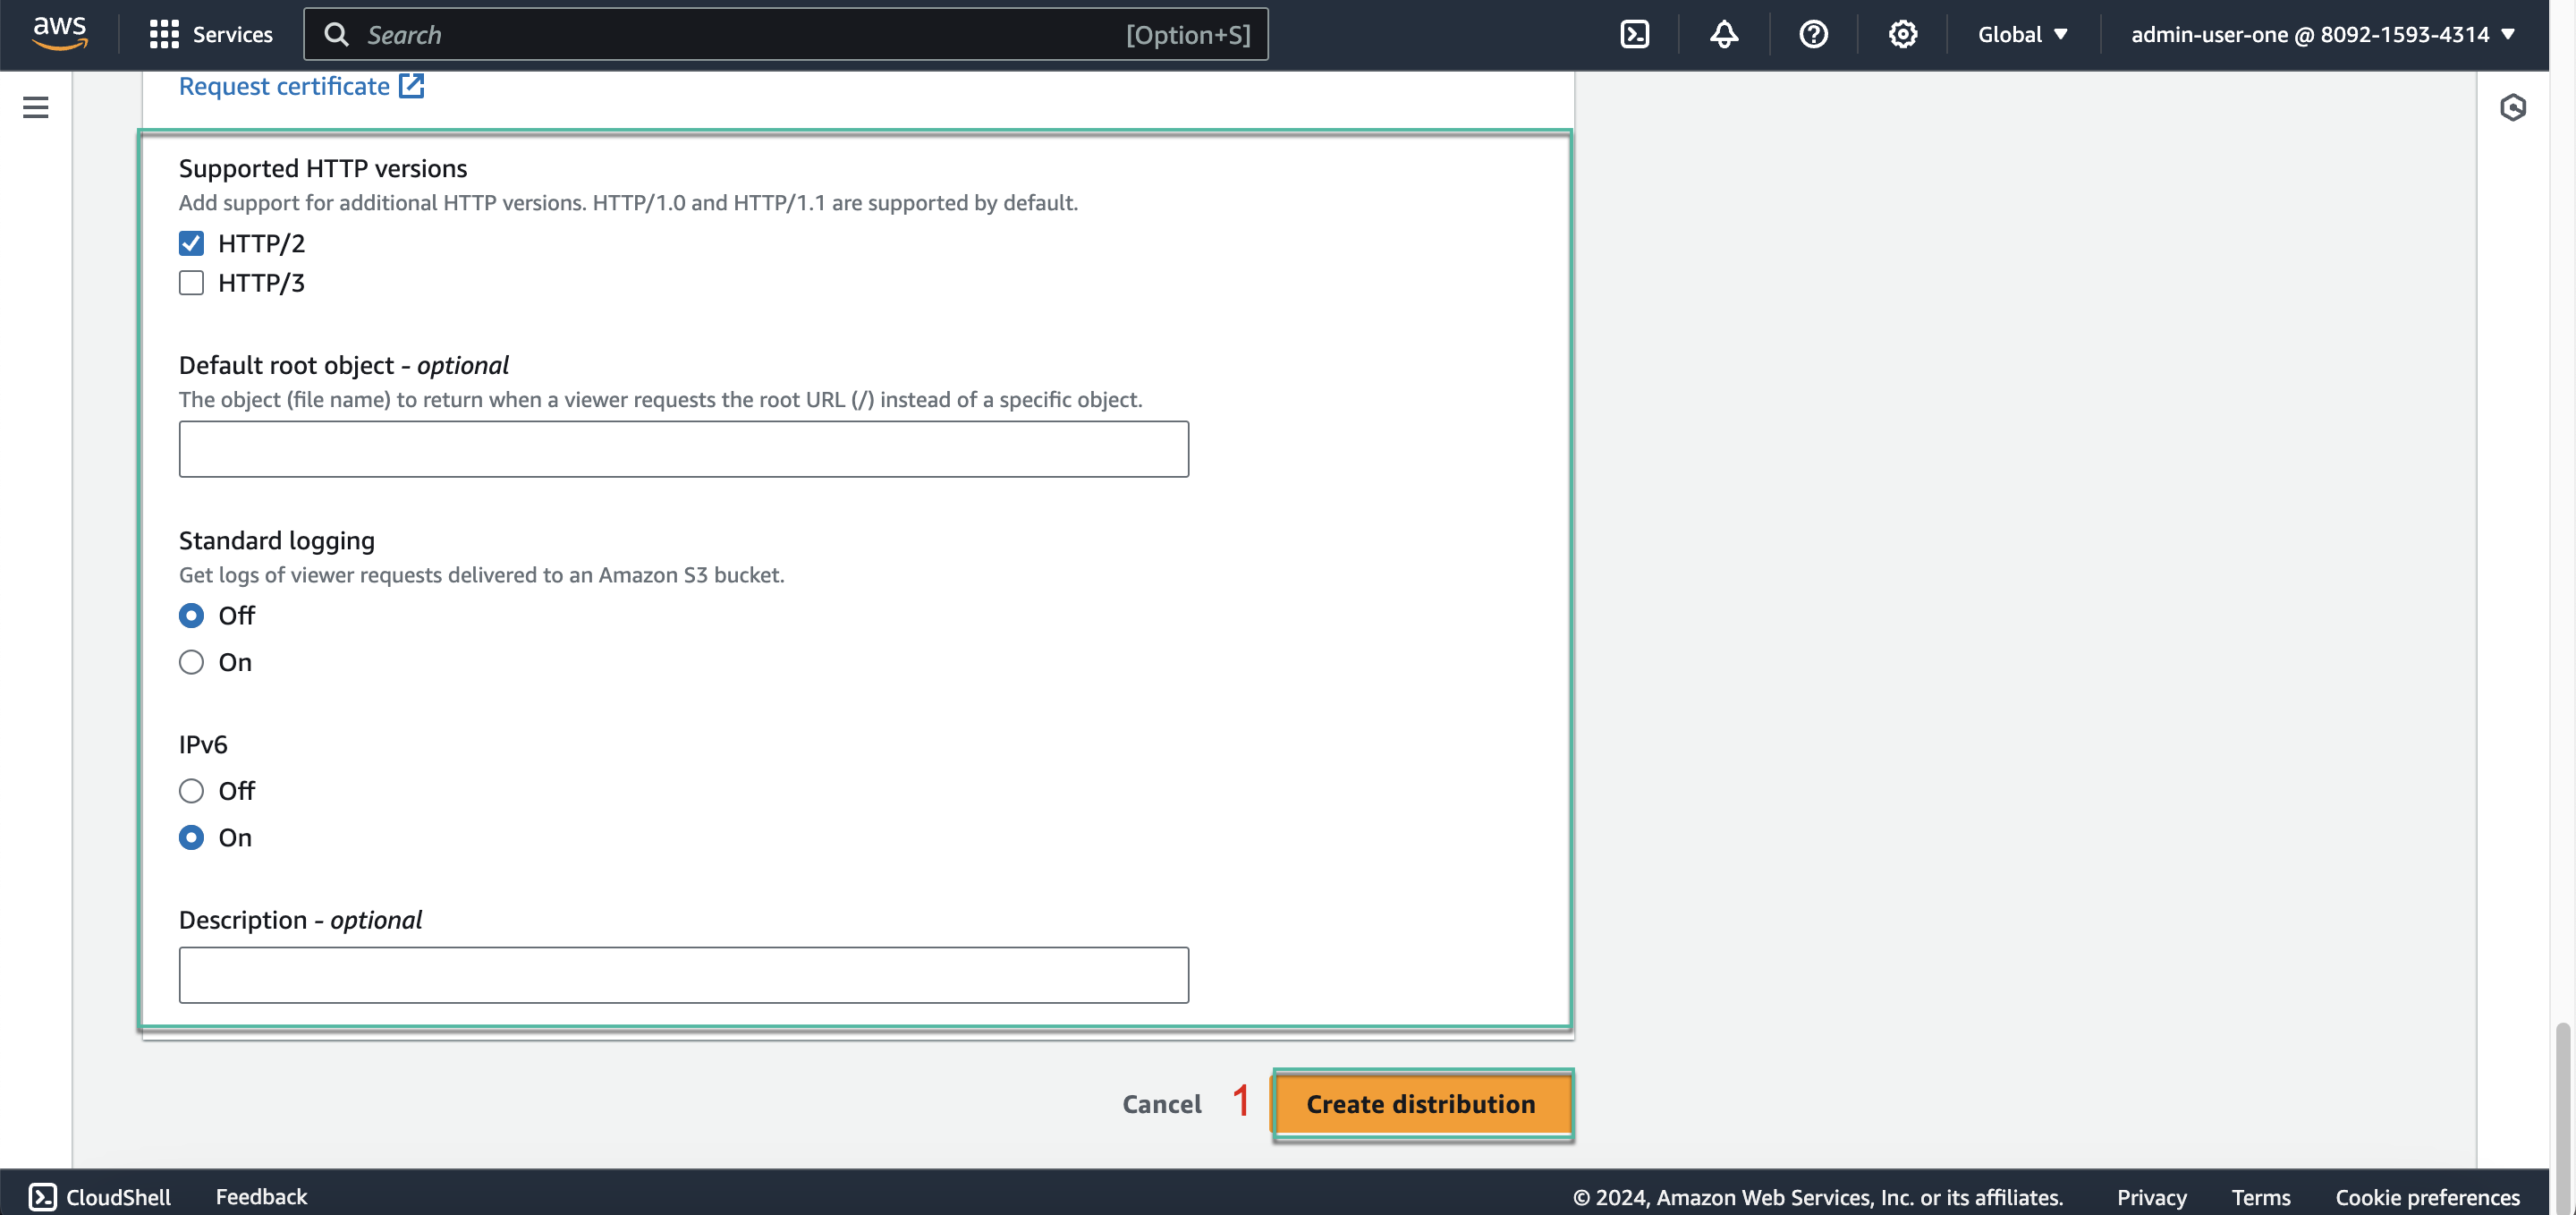 aws Services Search [Option+S] Global admin-user-one @ 8092-1593-4314
Request certificate
Supported HTTP versions
Add support for additional HTTP versions. HTTP/1.0 and HTTP/1.1 are supported by default.
HTTP/2
HTTP/3
Default root object - optional
The object (file name) to return when a viewer requests the root URL (/) instead of a specific object.
Standard logging
Get logs of viewer requests delivered to an Amazon S3 bucket.
Off
On
IPv6
Off
On
Description - optional
Cancel 1 Create distribution
CloudShell Feedback © 2024, Amazon Web Services, Inc. or its affiliates. Privacy Terms Cookie preferences